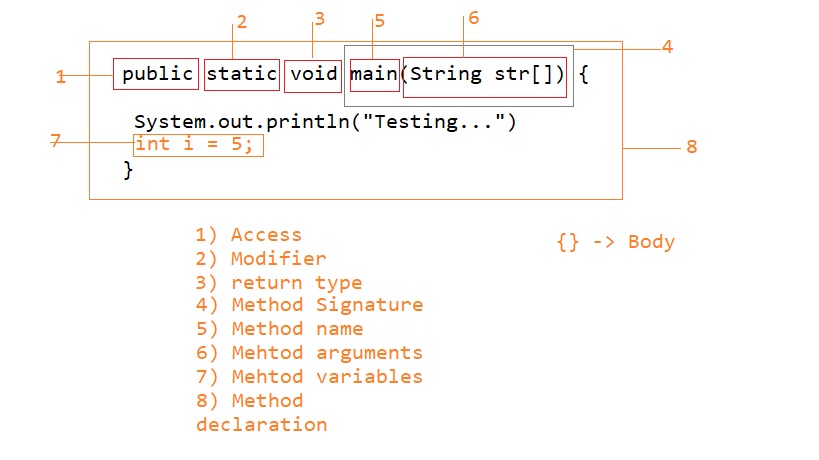 2 3 5 6
4
1 public static void main(String str[]) {
System.out.println("Testing...")
7 int i = 5;
8
}
1) Access
2) Modifier
3) return type
4) Method Signature
5) Method name
6) Mehtod arguments
7) Mehtod variables
8) Method
declaration
{} -> Body